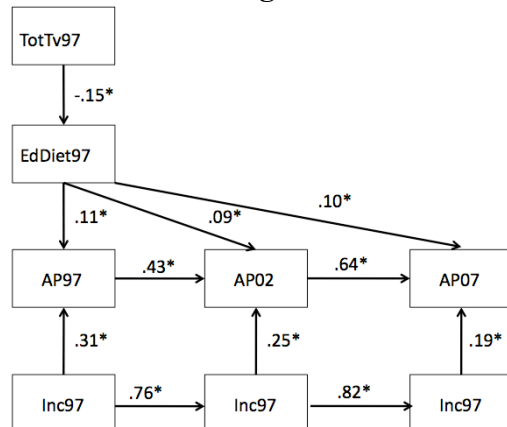 TotTv97
-.15*
EdDiet97
.11*
.09*
.10*
AP97
.43*
AP02
.64*
AP07
.31*
.25*
.19*
Inc97
.76*
Inc97
.82*
Inc97